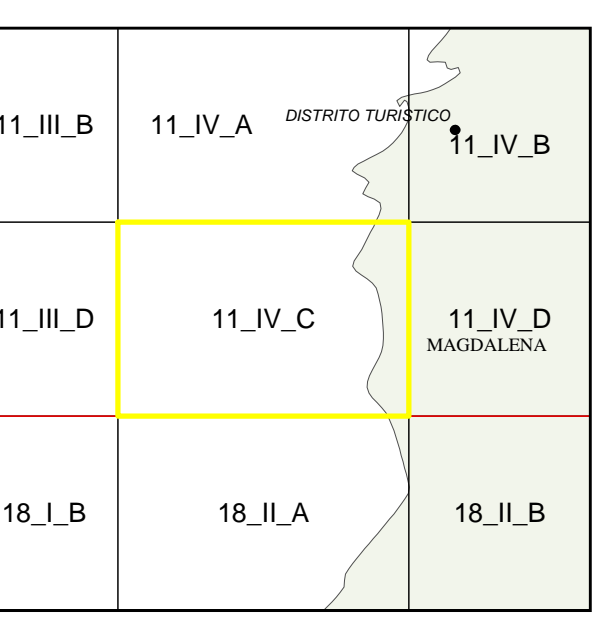 11_III_B
11_IV_A
DISTRITO TURISTICO
11_IV_B
11_III_D
11_IV_C
11_IV_D
MAGDALENA
18_I_B
18_II_A
18_II_B